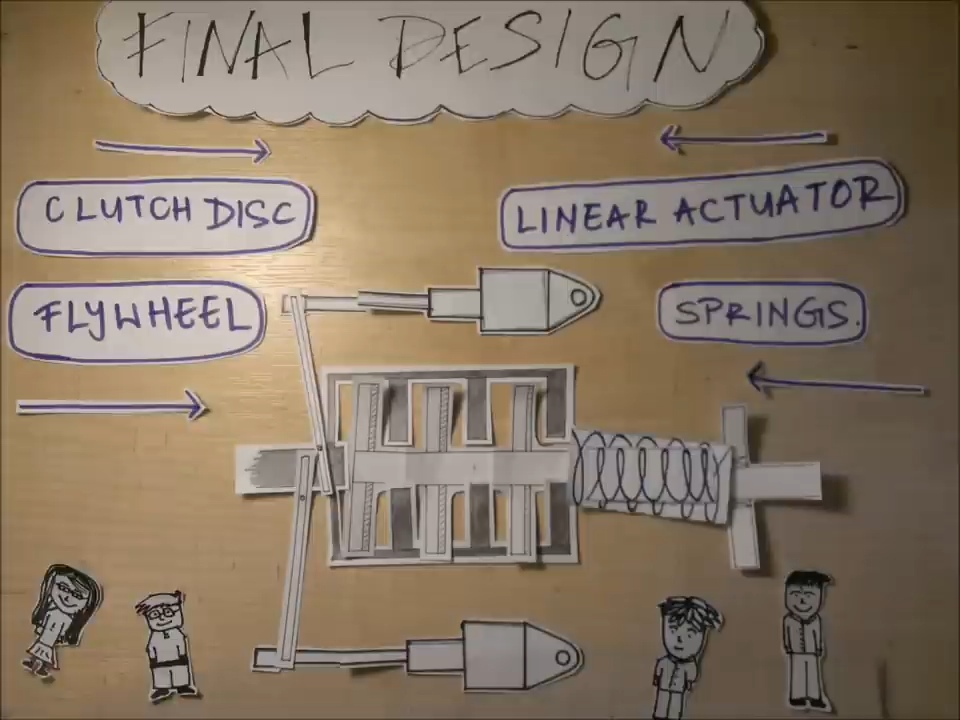 FINAL DESIGN
CLUTCH DISC
LINEAR ACTUATOR
FLYWHEEL
SPRINGS.